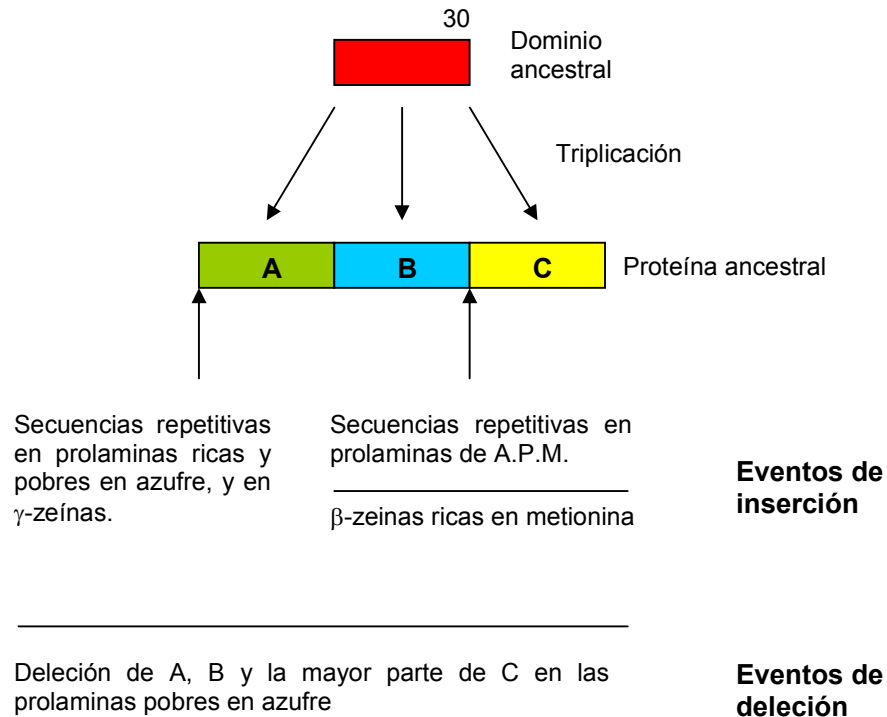 30
Dominio
ancestral
Triplicación
A B C Proteína ancestral
Secuencias repetitivas
en prolaminas ricas y
pobres en azufre, y en
γ-zeínas.
Secuencias repetitivas en
prolaminas de A.P.M.
β-zeinas ricas en metionina
Eventos de
inserción
Deleción de A, B y la mayor parte de C en las
prolaminas pobres en azufre
Eventos de
deleción